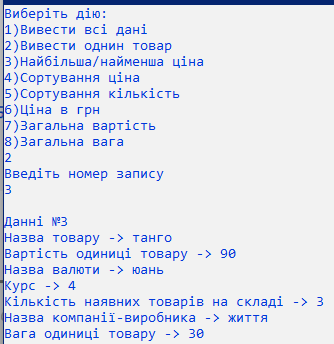 Виберіть дію:
1)Вивести всі дані
2)Вивести однин товар
3)Найбільша/найменша ціна
4)Сортування ціна
5)Сортування кількість
6)Ціна в грн
7)Загальна вартість
8)Загальна вага
2
Введіть номер запису
3
Данні №3
Назва товару -> танго
Вартість одиниці товару -> 90
Назва валюти -> юань
Курс -> 4
Кількість наявних товарів на складі -> 3
Назва компанії-виробника -> життя
Вага одиниці товару -> 30